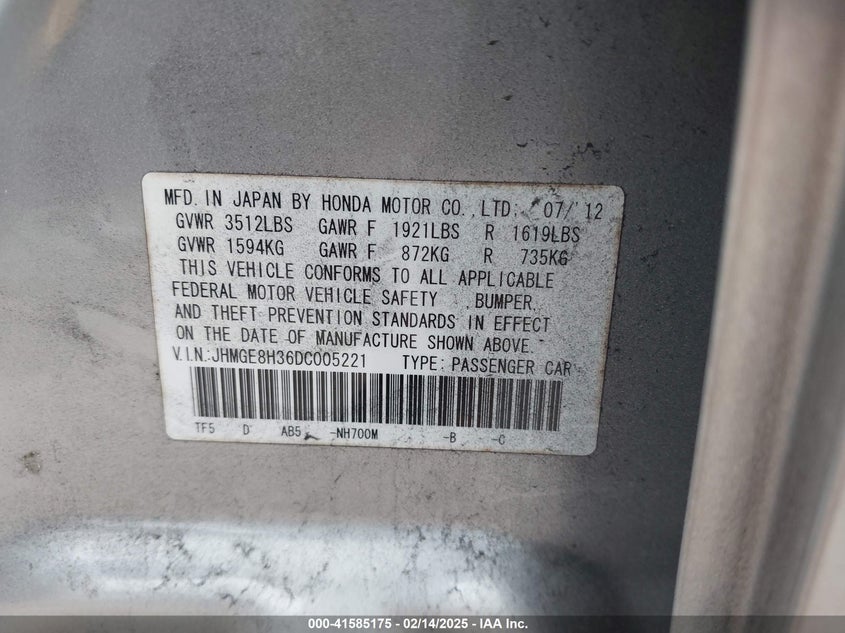 MFD. IN JAPAN BY HONDA MOTOR CO.,LTD. 07/12
GVWR 3512LBS GAWR F 1921LBS R 1619LBS
GVWR 1594KG GAWR F 872KG R 735KG
THIS VEHICLE CONFORMS TO ALL APPLICABLE
FEDERAL MOTOR VEHICLE SAFETY ,BUMPER,
AND THEFT PREVENTION STANDARDS IN EFFECT
ON THE DATE OF MANUFACTURE SHOWN ABOVE.
V.I.N.:JHMGE8H36DC005221 TYPE: PASSENGER CAR
TF5 D AB5 -NH700M -B -C
000-41585175 - 02/14/2025 - IAA Inc.